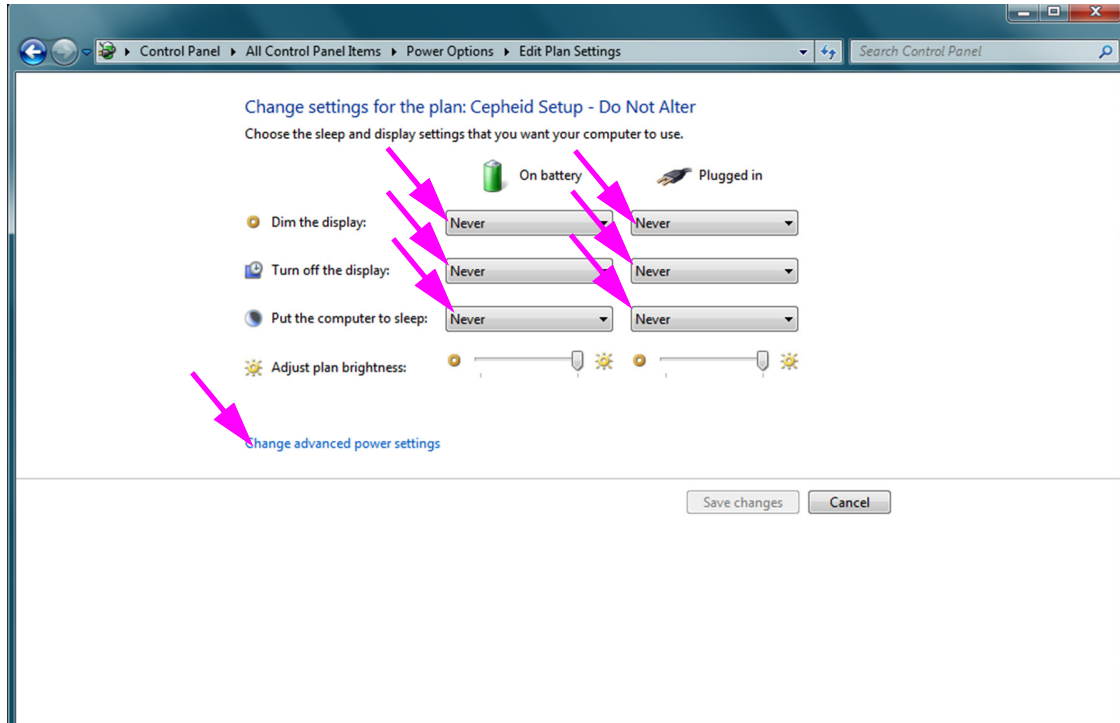 Control Panel All Control Panel Items Power Options Edit Plan Settings Search Control Panel
Change settings for the plan: Cepheid Setup - Do Not Alter
Choose the sleep and display settings that you want your computer to use.
On battery Plugged in
Dim the display: Never Never
Turn off the display: Never Never
Put the computer to sleep: Never Never
Adjust plan brightness:
Change advanced power settings
Save changes Cancel